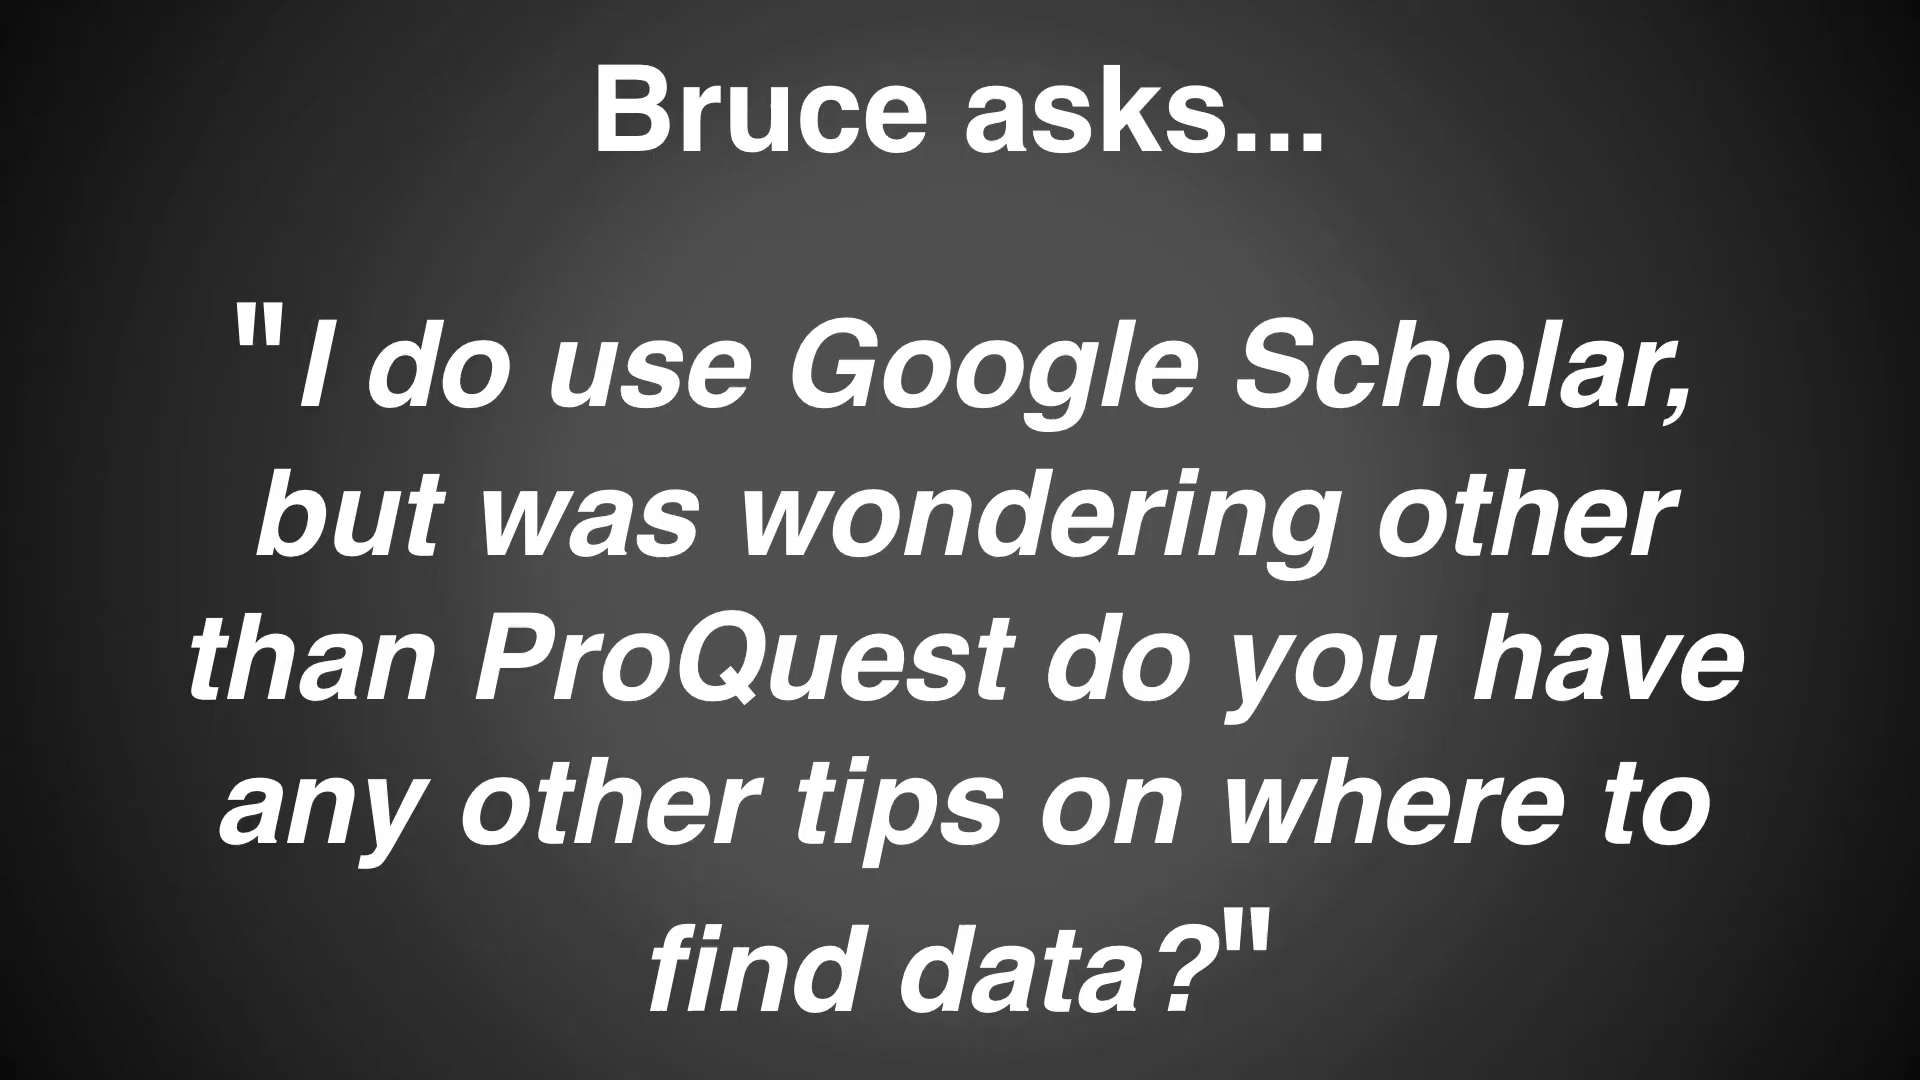 Bruce asks...
"I do use Google Scholar,
but was wondering other
than ProQuest do you have
any other tips on where to
find data?"